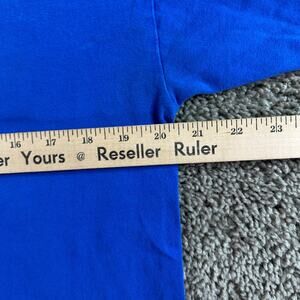 16 17 18 19 20 21 22 23
er Yours @ Reseller Ruler